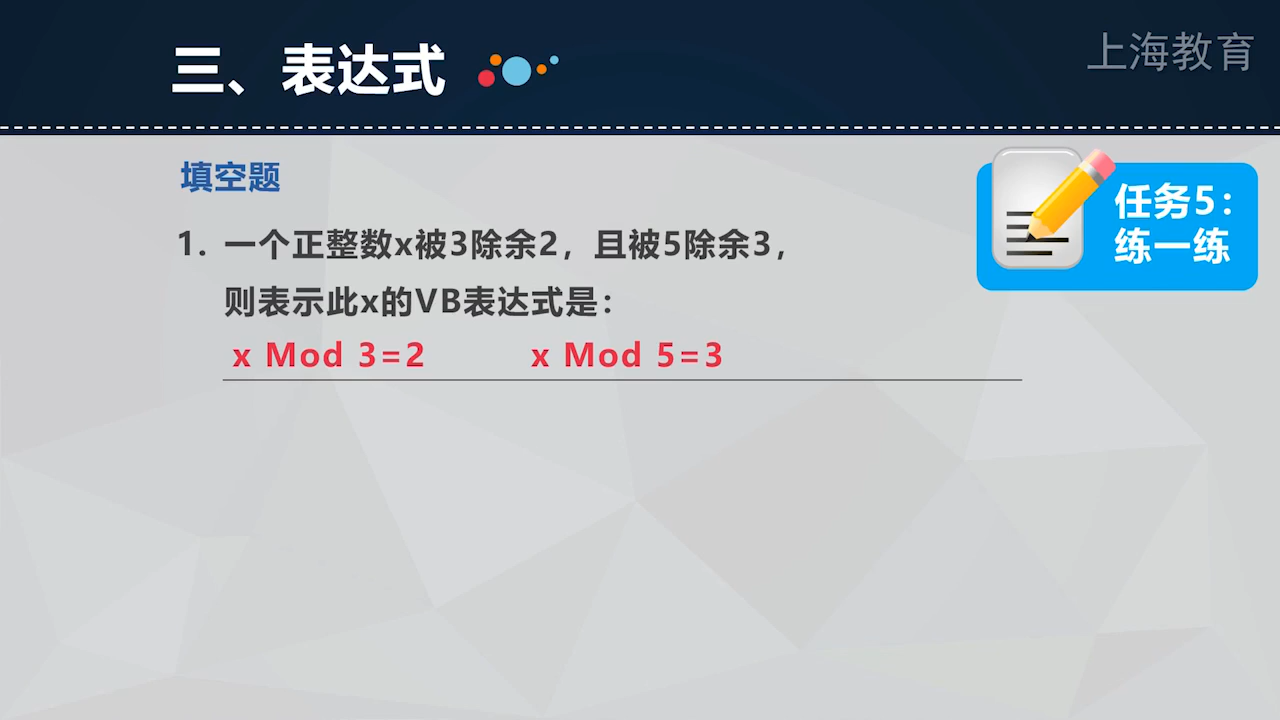 三、表达式
上海教育
填空题
任务5：
练一练
1. 一个正整数x被3除余2，且被5除余3，
则表示此x的VB表达式是：
x Mod 3=2 x Mod 5=3